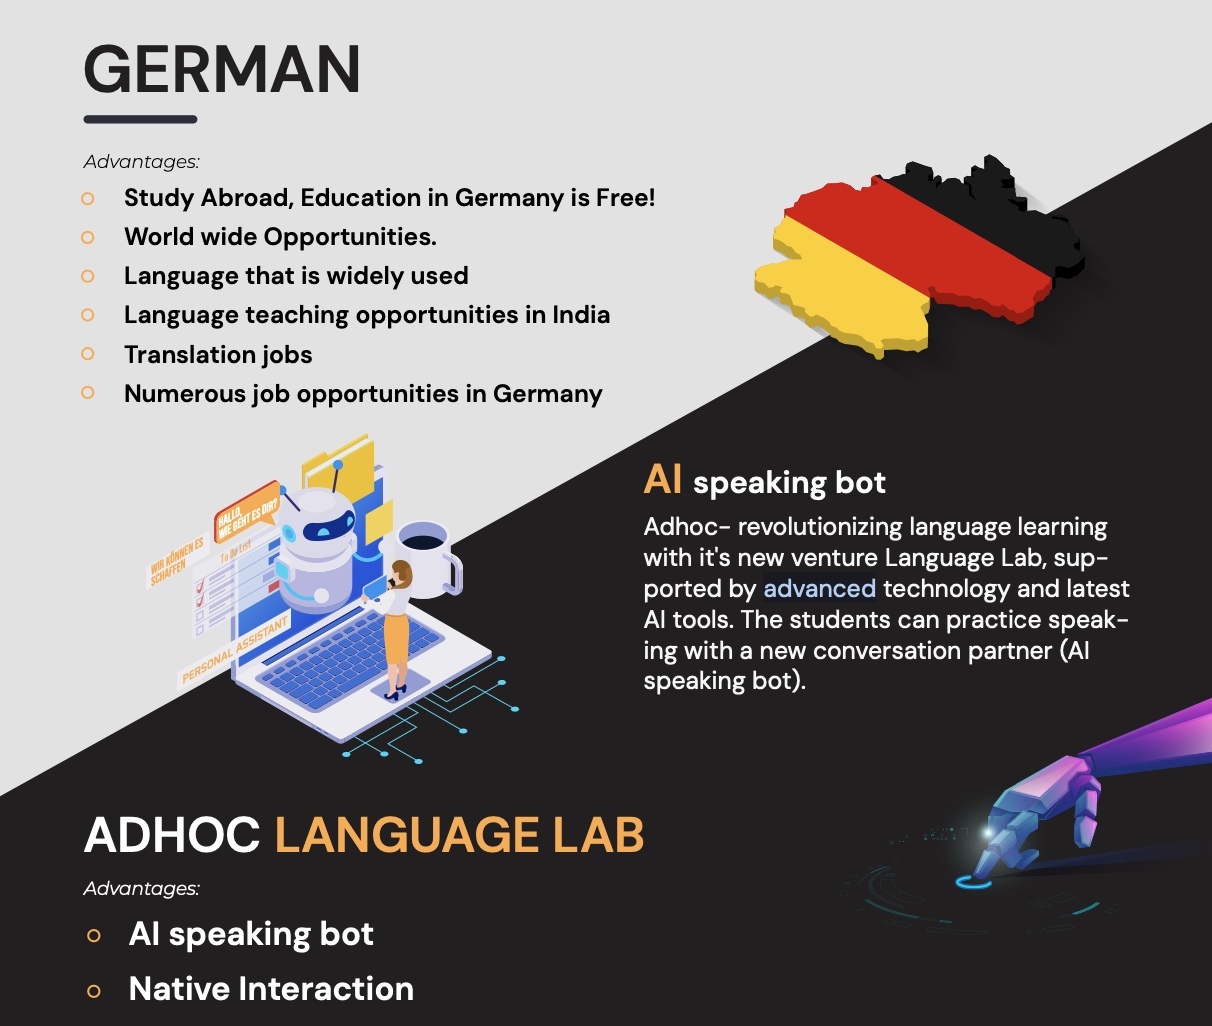 GERMAN
Advantages:
Study Abroad, Education in Germany is Free!
World wide Opportunities.
Language that is widely used
Language teaching opportunities in India
Translation jobs
Numerous job opportunities in Germany
HALLO,
WIE GEHT ES DIR?
WIR KÖNNEN ES
SCHAFFEN
To Do List
PERSONAL ASSISTANT
AI speaking bot
Adhoc- revolutionizing language learning
with it's new venture Language Lab, sup-
ported by advanced technology and latest
AI tools. The students can practice speak-
ing with a new conversation partner (AI
speaking bot).
ADHOC LANGUAGE LAB
Advantages:
AI speaking bot
Native Interaction